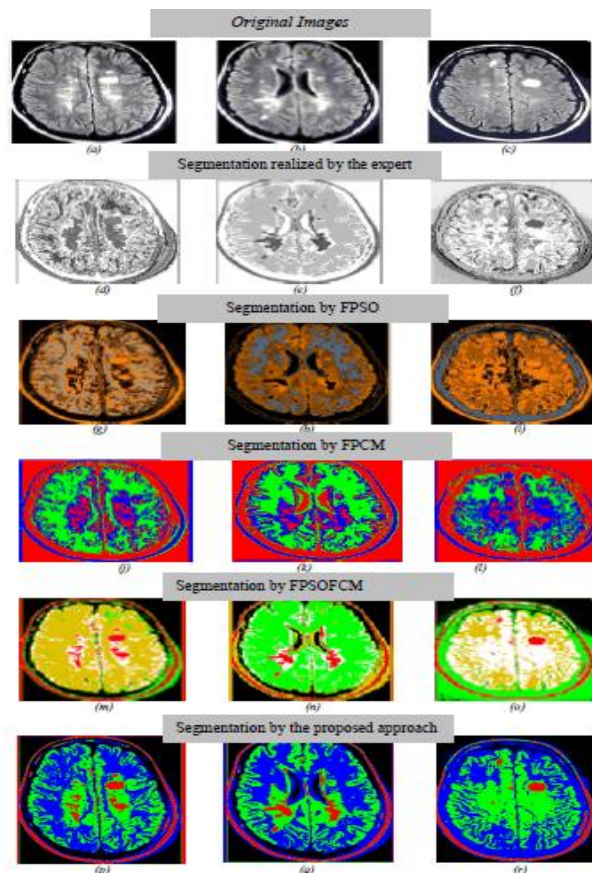 Original Images
(a) (b) (c)
Segmentation realized by the expert
(d) (e) (f)
Segmentation by FPSO
(g) (h) (i)
Segmentation by FPCM
(j) (k) (l)
Segmentation by FPSOFCM
(m) (n) (o)
Segmentation by the proposed approach
(p) (q) (r)